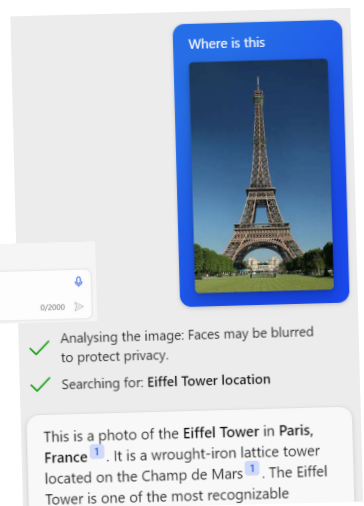 Where is this
0/2000
Analysing the image: Faces may be blurred
to protect privacy.
Searching for: Eiffel Tower location
This is a photo of the Eiffel Tower in Paris,
France 1 . It is a wrought-iron lattice tower
located on the Champ de Mars 1 . The Eiffel
Tower is one of the most recognizable